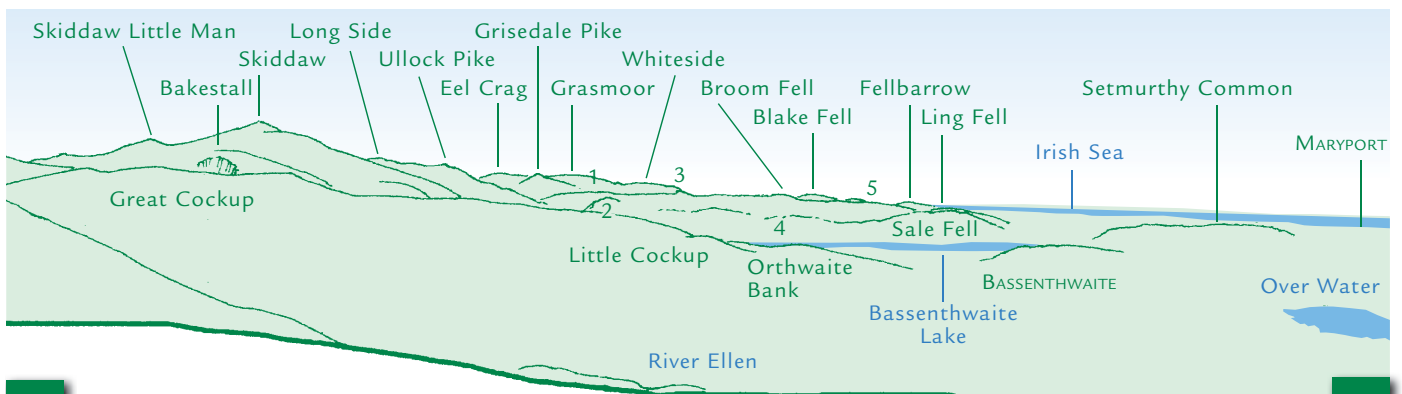 Skiddaw Little Man
Long Side
Grisedale Pike
Skiddaw
Ullock Pike
Whiteside
Bakestall
Eel Crag
Grasmoor
Broom Fell
Fellbarrow
Setmurthy Common
Blake Fell
Ling Fell
Maryport
Irish Sea
1
3
5
Great Cockup
2
4
Sale Fell
Little Cockup
Orthwaite
Bank
Bassenthwaite
Over Water
Bassenthwaite
Lake
River Ellen